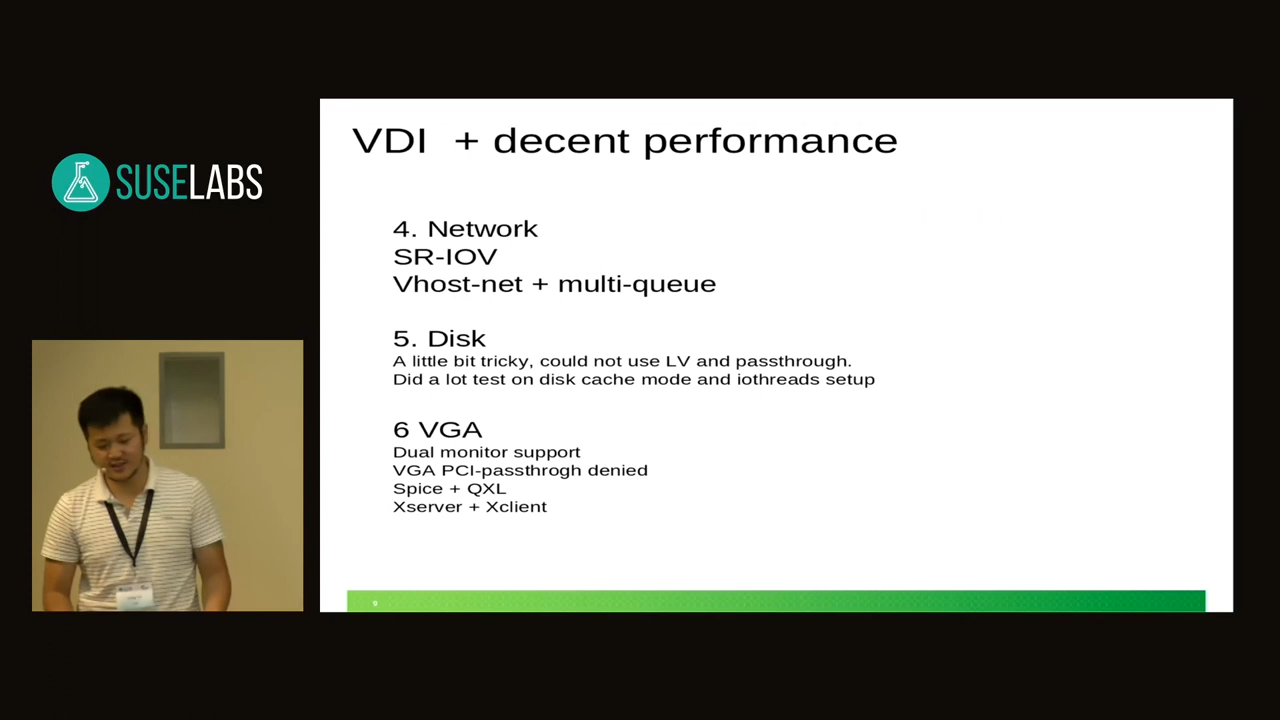 SUSELABS
VDI + decent performance
4. Network
SR-IOV
Vhost-net + multi-queue
5. Disk
A little bit tricky, could not use LV and passthrough.
Did a lot test on disk cache mode and iothreads setup
6 VGA
Dual monitor support
VGA PCI-passthrogh denied
Spice + QXL
Xserver + Xclient
9